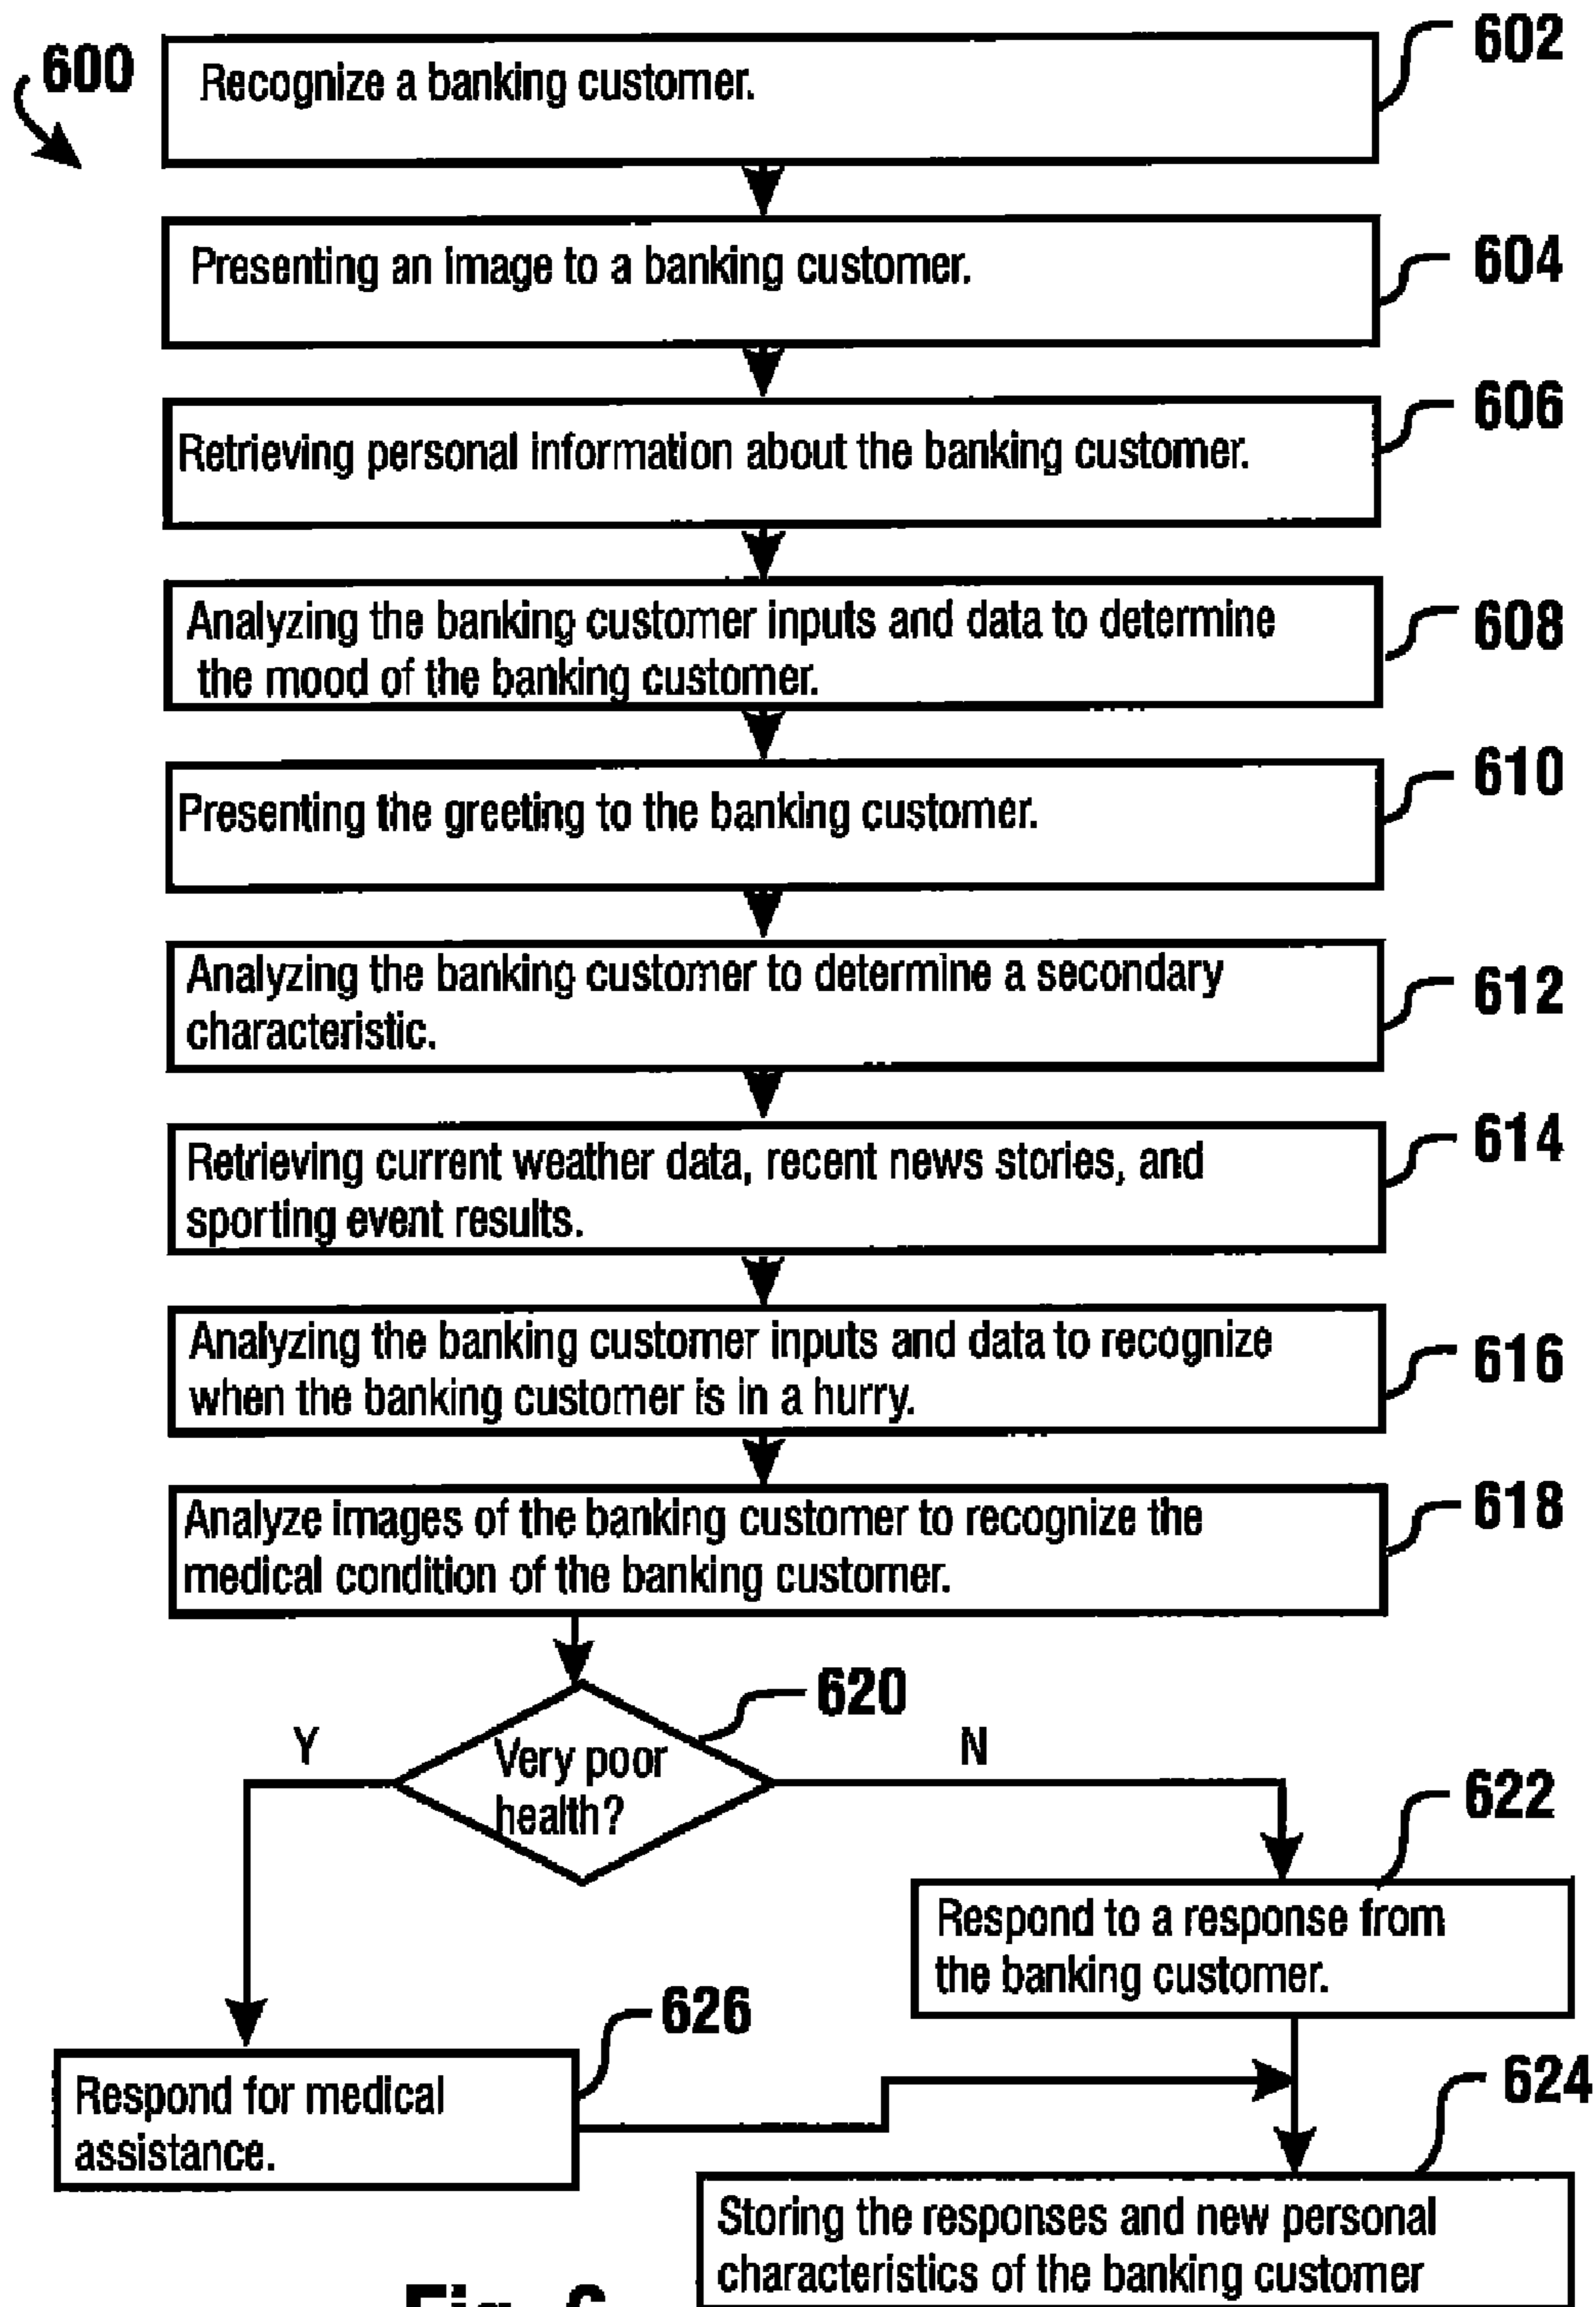 600
602
Recognize a banking customer.
604
Presenting an image to a banking customer.
606
Retrieving personal information about the banking customer.
608
Analyzing the banking customer inputs and data to determine
the mood of the banking customer.
610
Presenting the greeting to the banking customer.
612
Analyzing the banking customer to determine a secondary
characteristic.
614
Retrieving current weather data, recent news stories, and
sporting event results.
616
Analyzing the banking customer inputs and data to recognize
when the banking customer is in a hurry.
618
Analyze images of the banking customer to recognize the
medical condition of the banking customer.
620
Y
Very poor
health?
N
622
Respond to a response from
the banking customer.
626
Respond for medical
assistance.
624
Storing the responses and new personal
characteristics of the banking customer
Fig. 6